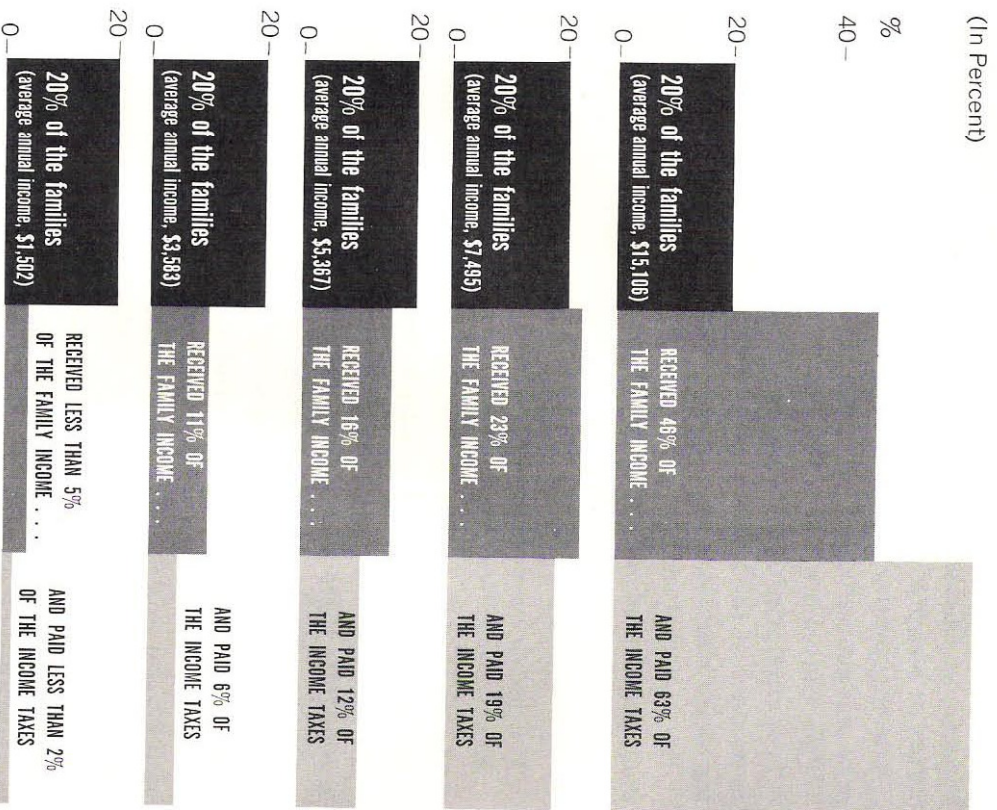 (In Percent)
%
40
20
0
20% of the families
(average annual income, $15,106)
RECEIVED 46% OF
THE FAMILY INCOME . . .
AND PAID 63% OF
THE INCOME TAXES
20
0
20% of the families
(average annual income, $7,495)
RECEIVED 23% OF
THE FAMILY INCOME . . .
AND PAID 19% OF
THE INCOME TAXES
20
0
20% of the families
(average annual income, $5,367)
RECEIVED 16% OF
THE FAMILY INCOME . . .
AND PAID 12% OF
THE INCOME TAXES
20
0
20% of the families
(average annual income, $3,583)
RECEIVED 11% OF
THE FAMILY INCOME . . .
AND PAID 6% OF
THE INCOME TAXES
20
0
20% of the families
(average annual income, $1,502)
RECEIVED LESS THAN 5%
OF THE FAMILY INCOME . . .
AND PAID LESS THAN 2%
OF THE INCOME TAXES